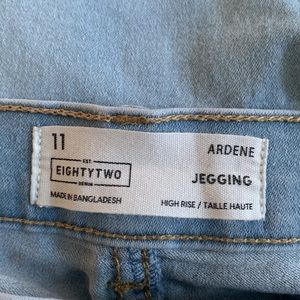 11
ARDENE
EST.
EIGHTYTWO
DENIM
JEGGING
MADE IN BANGLADESH
HIGH RISE / TAILLE HAUTE